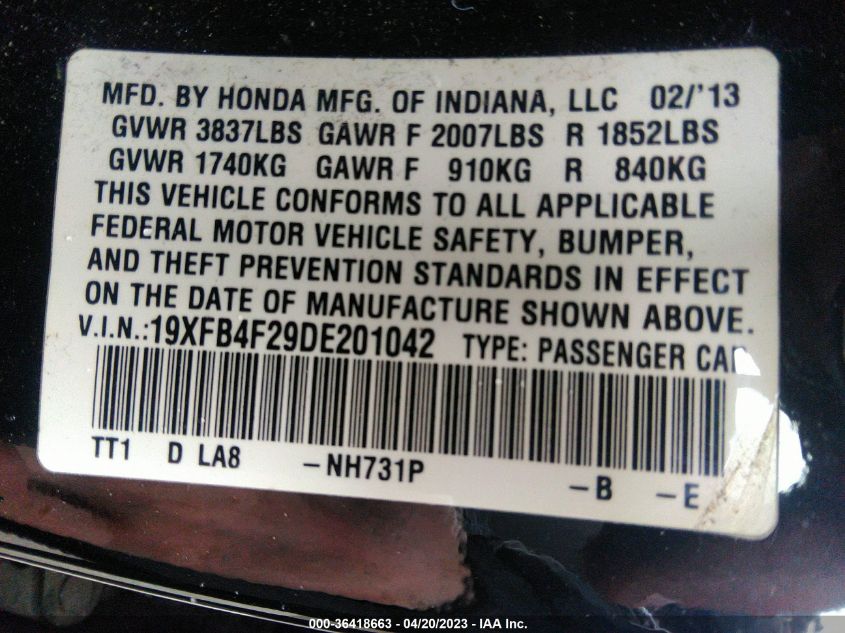 MFD. BY HONDA MFG. OF INDIANA, LLC 02/'13
GVWR 3837LBS GAWR F 2007LBS R 1852LBS
GVWR 1740KG GAWR F 910KG R 840KG
THIS VEHICLE CONFORMS TO ALL APPLICABLE
FEDERAL MOTOR VEHICLE SAFETY, BUMPER,
AND THEFT PREVENTION STANDARDS IN EFFECT
ON THE DATE OF MANUFACTURE SHOWN ABOVE.
V.I.N.:19XFB4F29DE201042 TYPE: PASSENGER CAR
TT1 D LA8 -NH731P -B -E
000-36418663 - 04/20/2023 - IAA Inc.